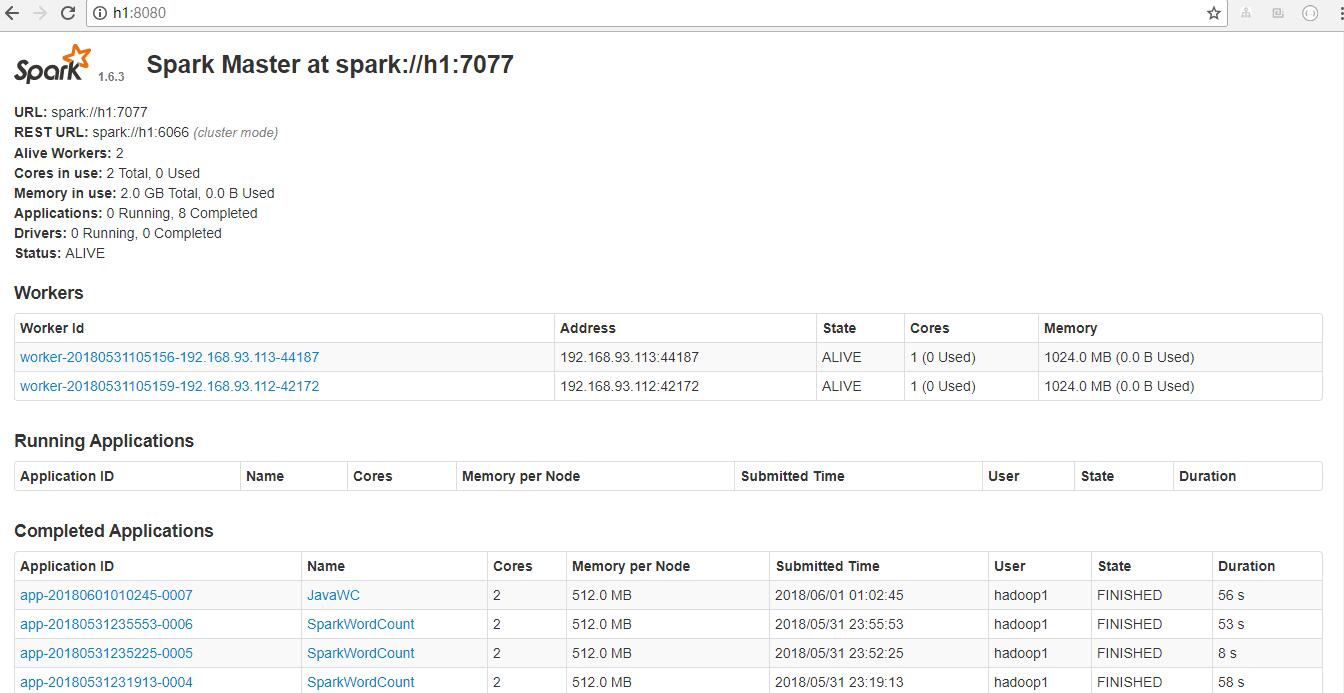 h1:8080
Spark 1.6.3 Spark Master at spark://h1:7077
URL: spark://h1:7077
REST URL: spark://h1:6066 (cluster mode)
Alive Workers: 2
Cores in use: 2 Total, 0 Used
Memory in use: 2.0 GB Total, 0.0 B Used
Applications: 0 Running, 8 Completed
Drivers: 0 Running, 0 Completed
Status: ALIVE
Workers
Worker Id Address State Cores Memory
worker-20180531105156-192.168.93.113-44187 192.168.93.113:44187 ALIVE 1 (0 Used) 1024.0 MB (0.0 B Used)
worker-20180531105159-192.168.93.112-42172 192.168.93.112:42172 ALIVE 1 (0 Used) 1024.0 MB (0.0 B Used)
Running Applications
Application ID Name Cores Memory per Node Submitted Time User State Duration
Completed Applications
Application ID Name Cores Memory per Node Submitted Time User State Duration
app-20180601010245-0007 JavaWC 2 512.0 MB 2018/06/01 01:02:45 hadoop1 FINISHED 56 s
app-20180531235553-0006 SparkWordCount 2 512.0 MB 2018/05/31 23:55:53 hadoop1 FINISHED 53 s
app-20180531235225-0005 SparkWordCount 2 512.0 MB 2018/05/31 23:52:25 hadoop1 FINISHED 8 s
app-20180531231913-0004 SparkWordCount 2 512.0 MB 2018/05/31 23:19:13 hadoop1 FINISHED 58 s